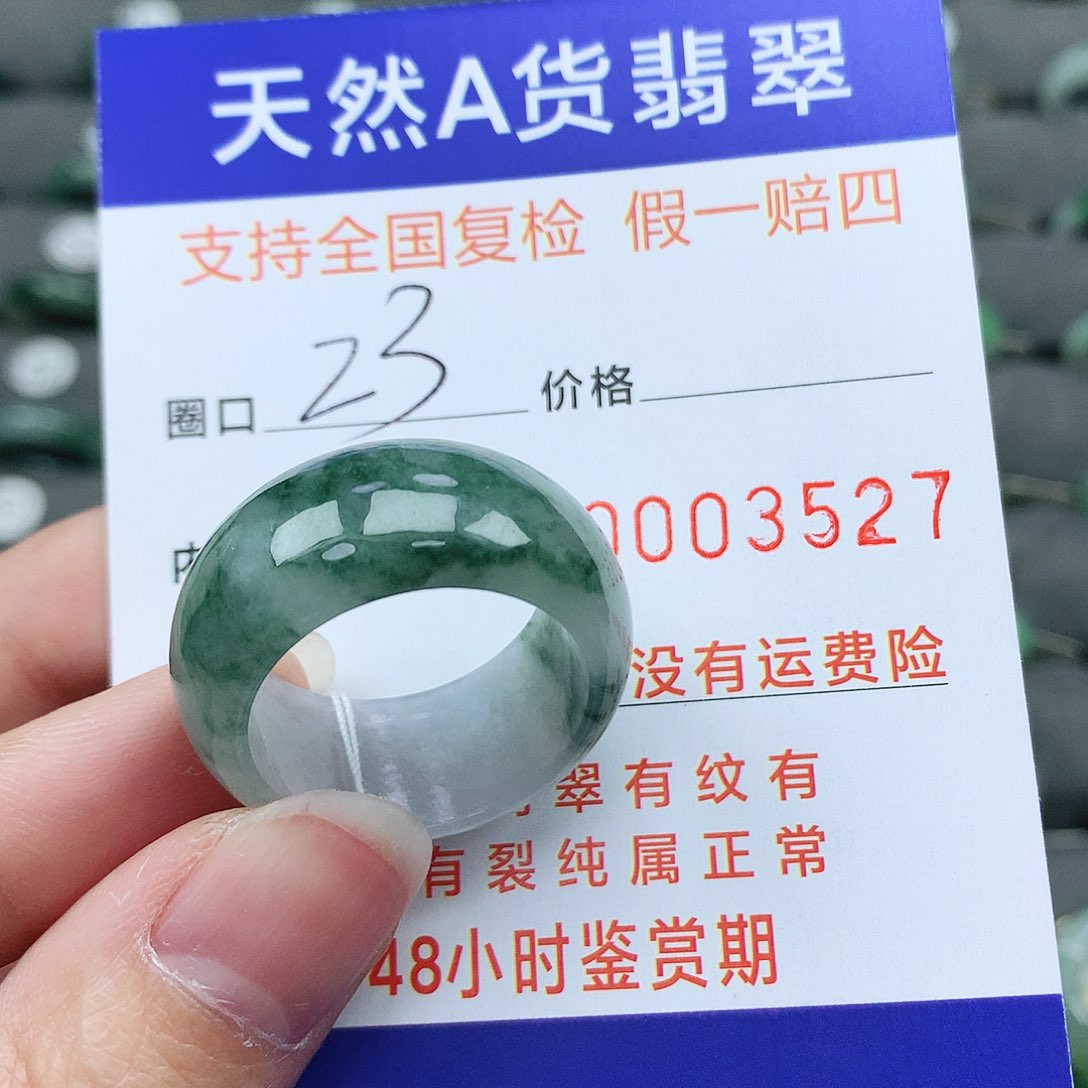 天然A货翡翠
支持全国复检 假一赔四
圈口 23 价格
0003527
没有运费险
翠有纹有
有裂纯属正常
48小时鉴赏期